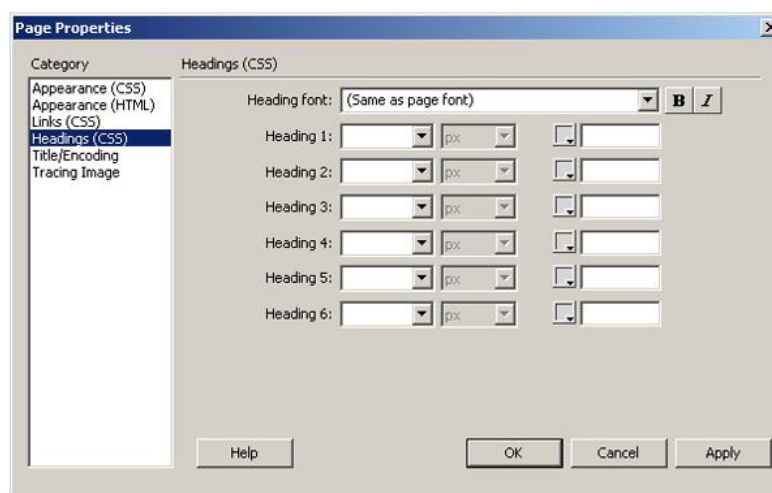 Page Properties
Category
Appearance (CSS)
Appearance (HTML)
Links (CSS)
Headings (CSS)
Title/Encoding
Tracing Image
Headings (CSS)
Heading font: (Same as page font) B I
Heading 1: px
Heading 2: px
Heading 3: px
Heading 4: px
Heading 5: px
Heading 6: px
Help OK Cancel Apply